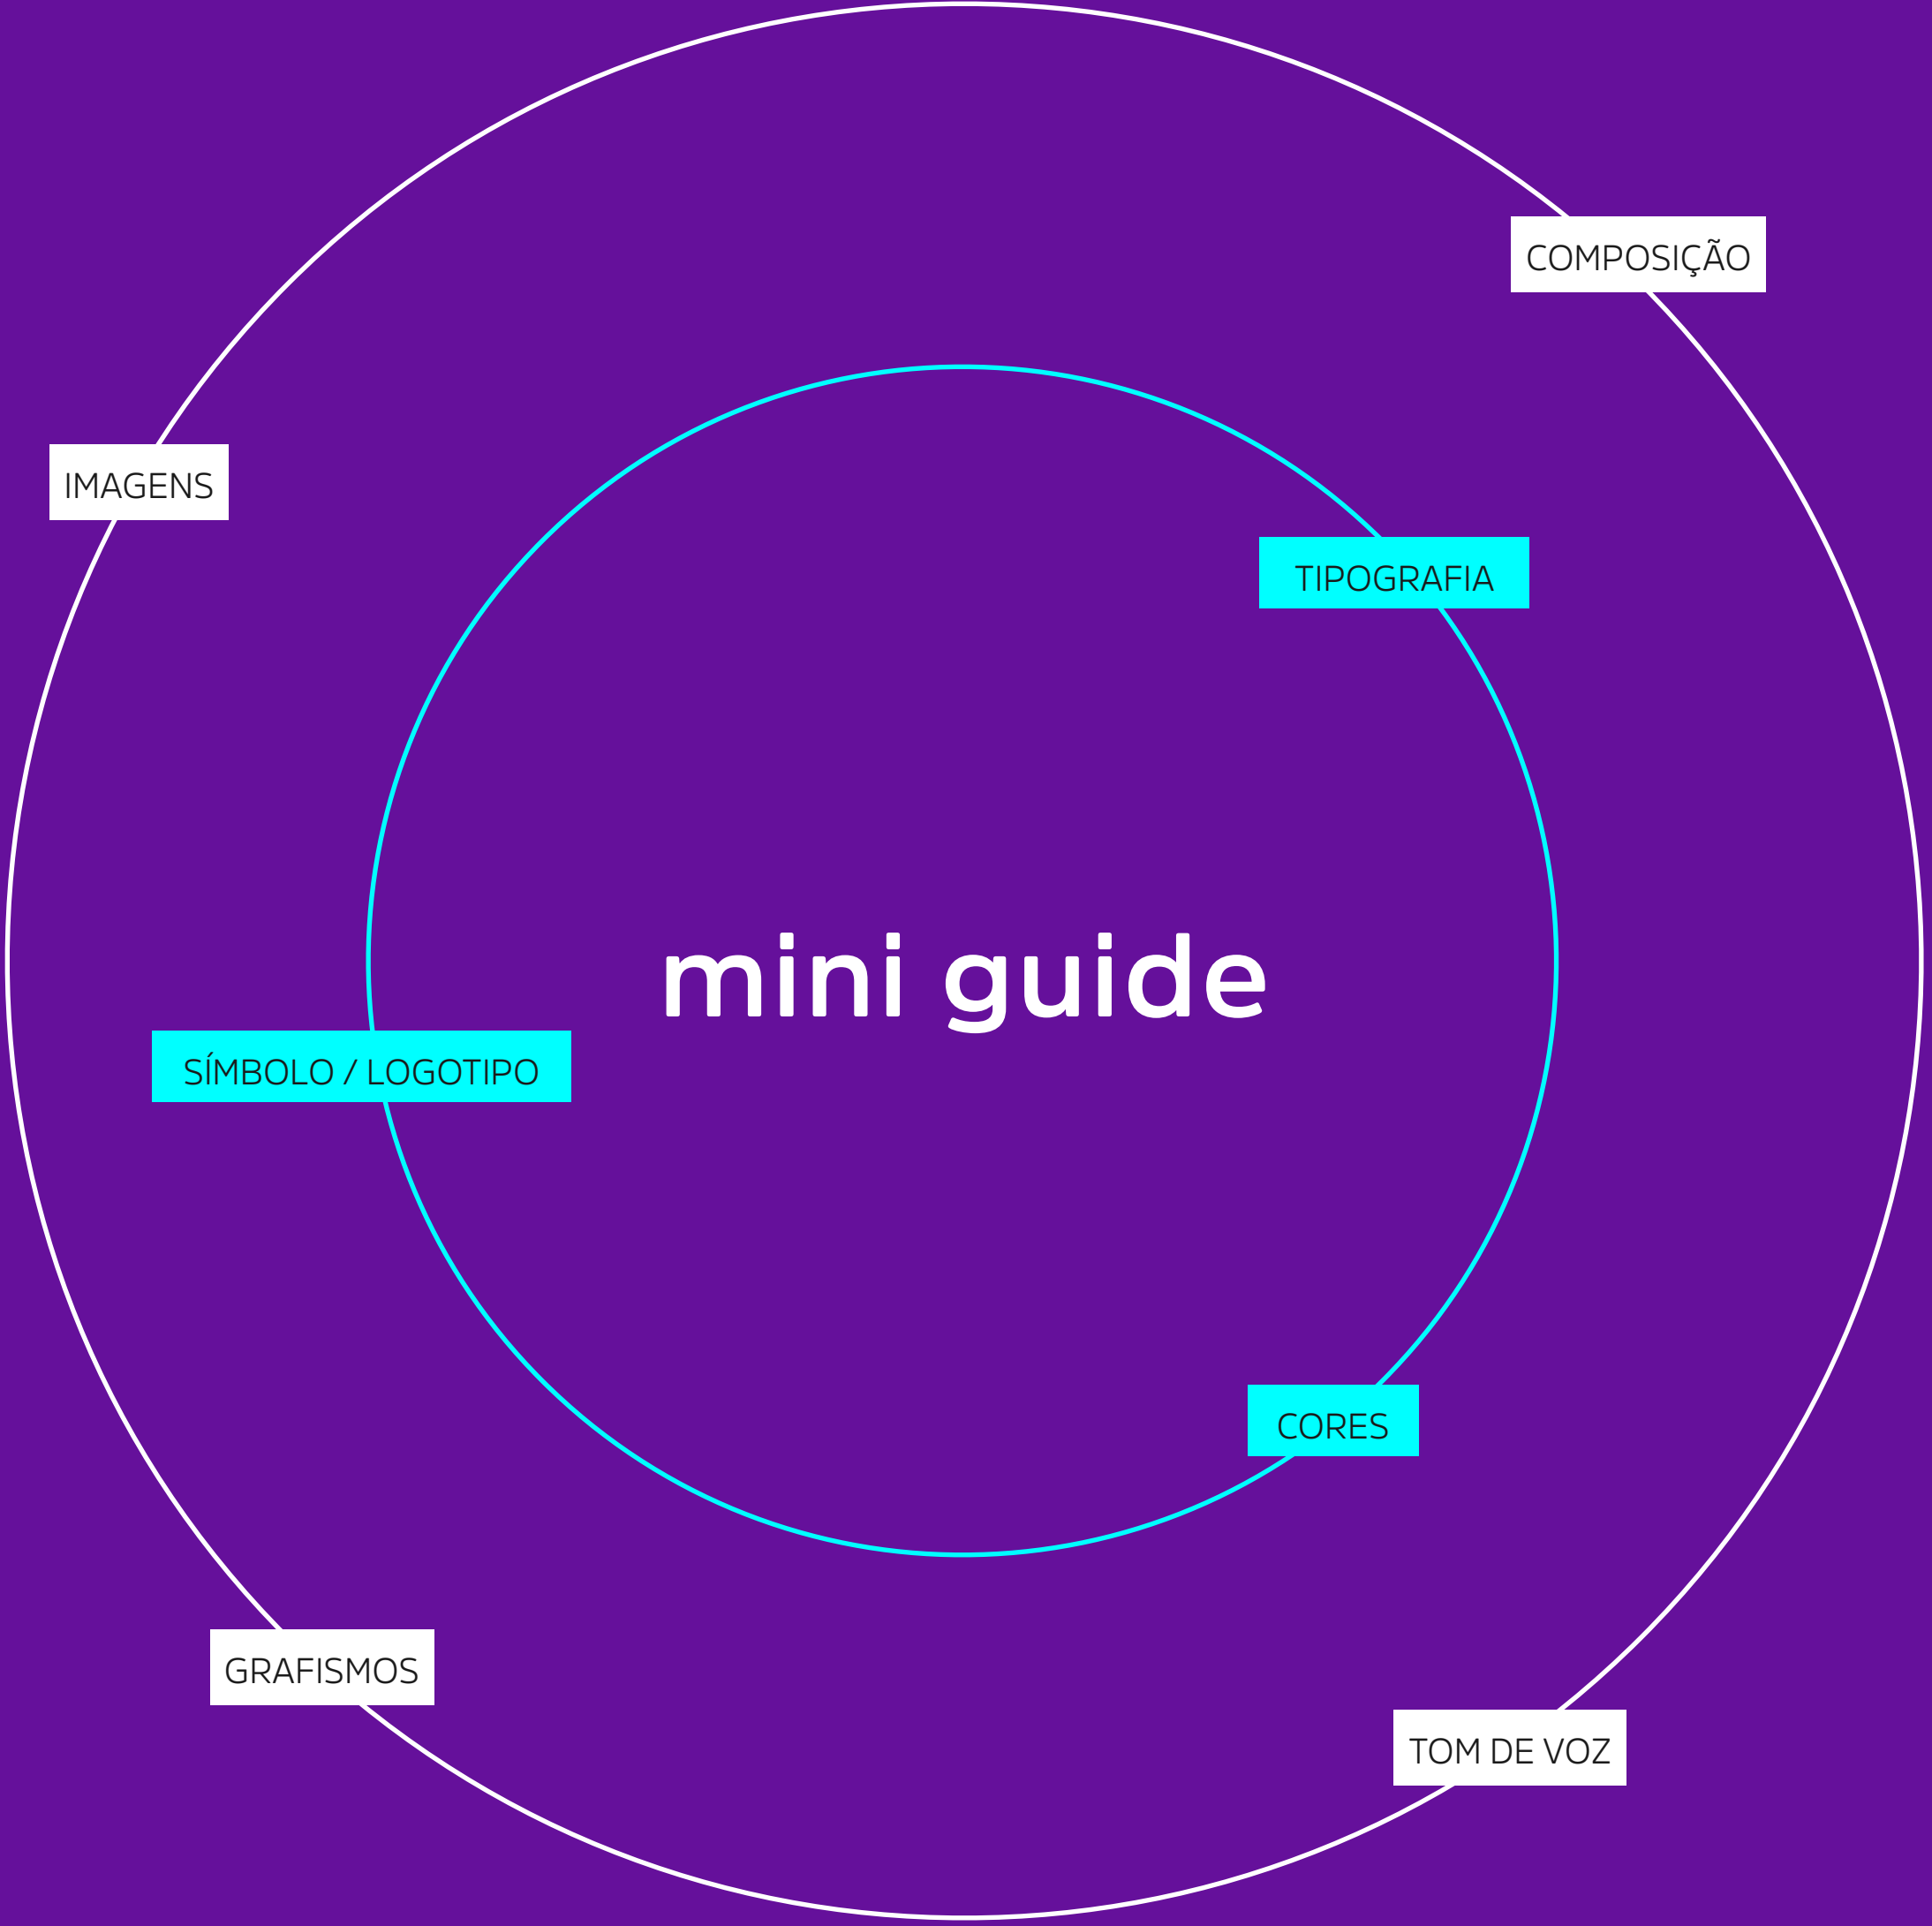 COMPOSIÇÃO
IMAGENS
TIPOGRAFIA
mini guide
SÍMBOLO / LOGOTIPO
CORES
GRAFISMOS
TOM DE VOZ